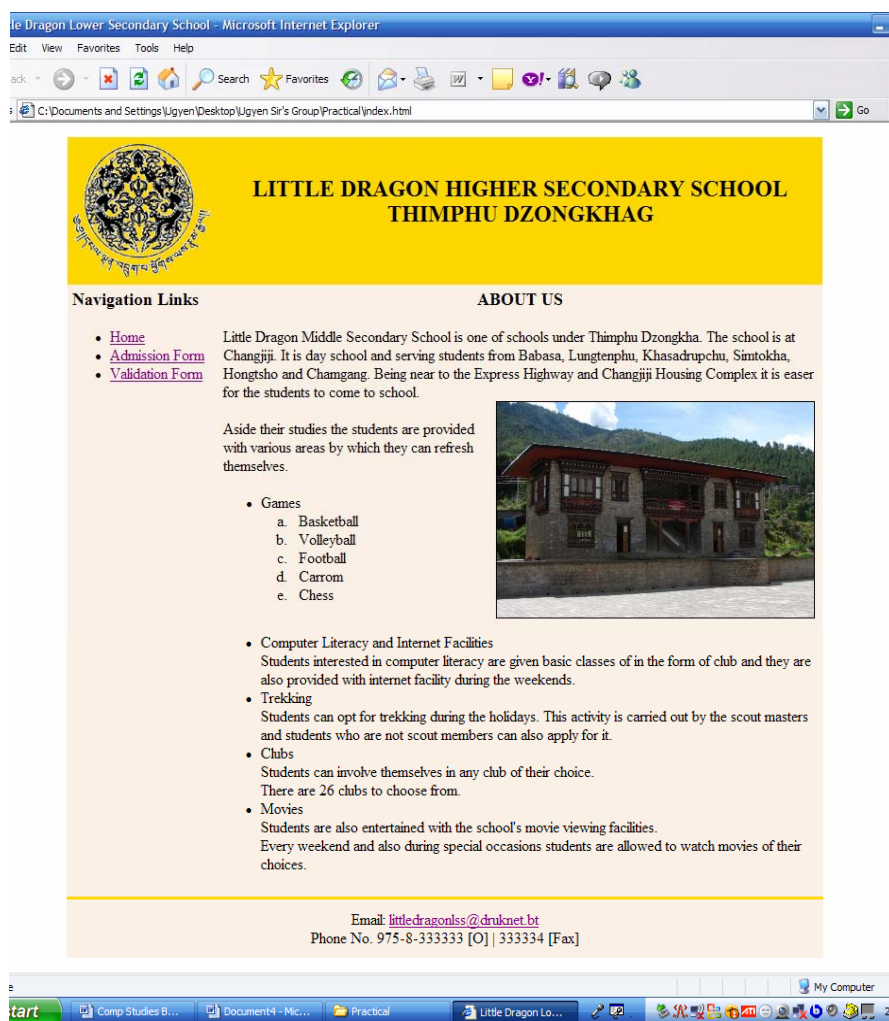 le Dragon Lower Secondary School - Microsoft Internet Explorer
Edit View Favorites Tools Help
ack Search Favorites
C:\Documents and Settings\Ugyen\Desktop\Ugyen Sir's Group\Practical\index.html Go
LITTLE DRAGON HIGHER SECONDARY SCHOOL
THIMPHU DZONGKHAG
Navigation Links
• Home
• Admission Form
• Validation Form
ABOUT US
Little Dragon Middle Secondary School is one of schools under Thimphu Dzongkha. The school is at
Changjiji. It is day school and serving students from Babasa, Lungtenphu, Khasadrupchu, Simtokha,
Hongtsho and Chamgang. Being near to the Express Highway and Changjiji Housing Complex it is easer
for the students to come to school.
Aside their studies the students are provided
with various areas by which they can refresh
themselves.
• Games
a. Basketball
b. Volleyball
c. Football
d. Carrom
e. Chess
• Computer Literacy and Internet Facilities
Students interested in computer literacy are given basic classes of in the form of club and they are
also provided with internet facility during the weekends.
• Trekking
Students can opt for trekking during the holidays. This activity is carried out by the scout masters
and students who are not scout members can also apply for it.
• Clubs
Students can involve themselves in any club of their choice.
There are 26 clubs to choose from.
• Movies
Students are also entertained with the school's movie viewing facilities.
Every weekend and also during special occasions students are allowed to watch movies of their
choices.
Email: littledragonlss@druknet.bt
Phone No. 975-8-333333 [O] | 333334 [Fax]
My Computer
start Comp Studies B... Document4 - Mic... Practical Little Dragon Lo...